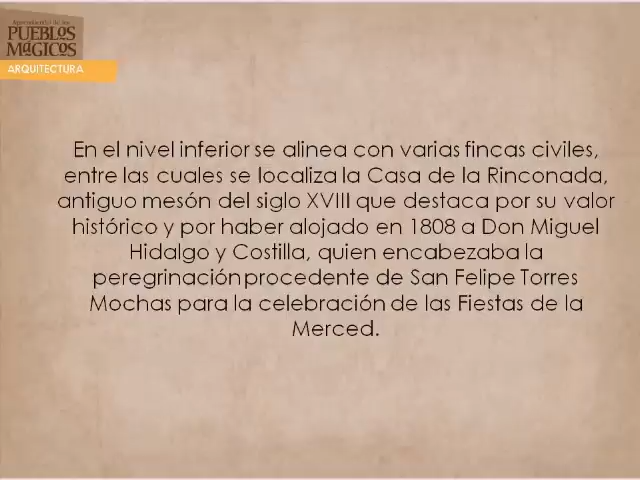 PUEBLOS
MáGICOS
ARQUITECTURA
En el nivel inferior se alinea con varias fincas civiles,
entre las cuales se localiza la Casa de la Rinconada,
antiguo mesón del siglo XVIII que destaca por su valor
histórico y por haber alojado en 1808 a Don Miguel
Hidalgo y Costilla, quien encabezaba la
peregrinación procedente de San Felipe Torres
Mochas para la celebración de las Fiestas de la
Merced.